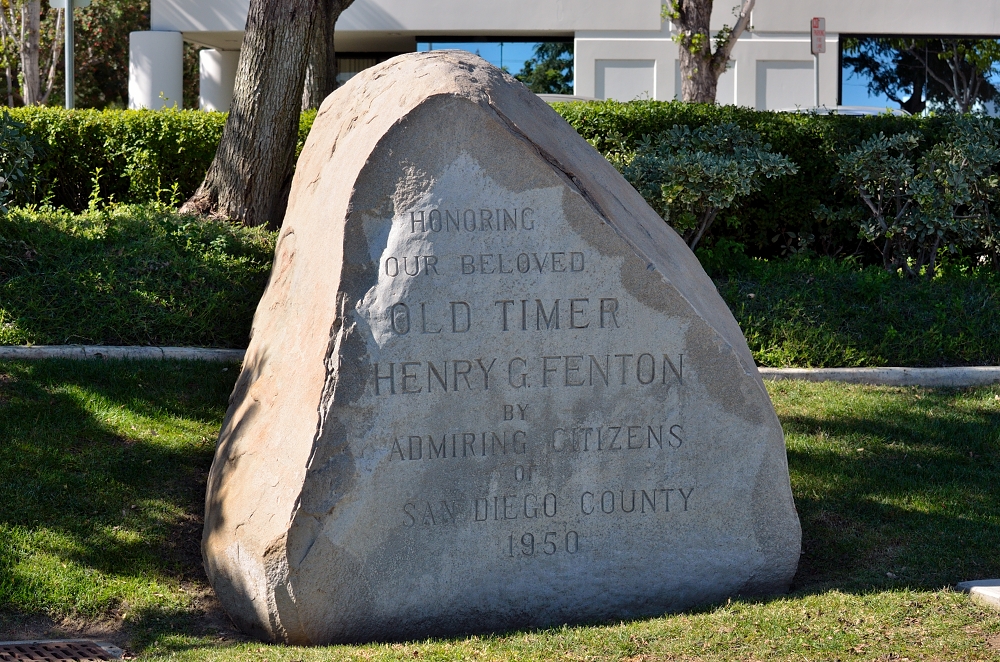 HONORING
OUR BELOVED
OLD TIMER
HENRY G. FENTON
BY
ADMIRING CITIZENS
OF
SAN DIEGO COUNTY
1950